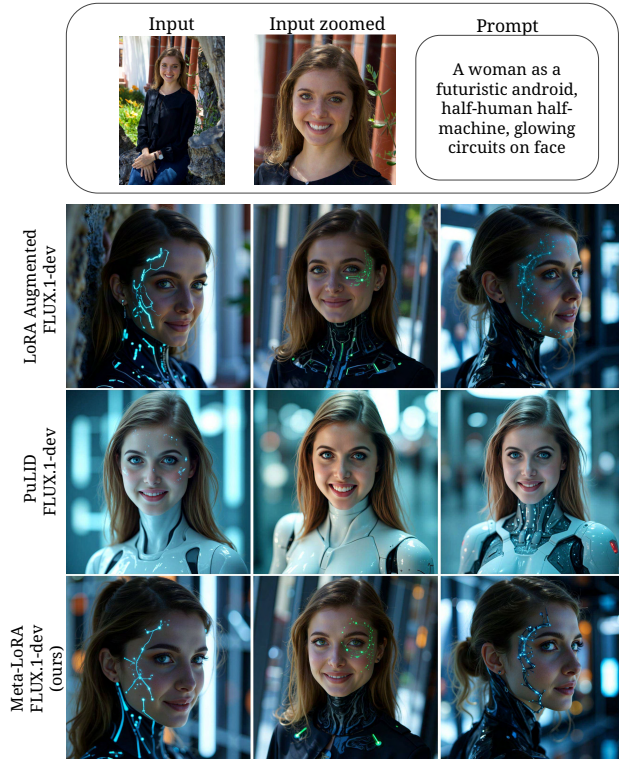 Input
Input zoomed
Prompt
A woman as a
futuristic android,
half-human half-
machine, glowing
circuits on face
LoRA Augmented
FLUX.1-dev
PuLID
FLUX.1-dev
Meta-LoRA
FLUX.1-dev
(ours)